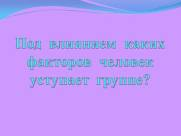 Под влиянием каких
факторов человек
уступает группе?